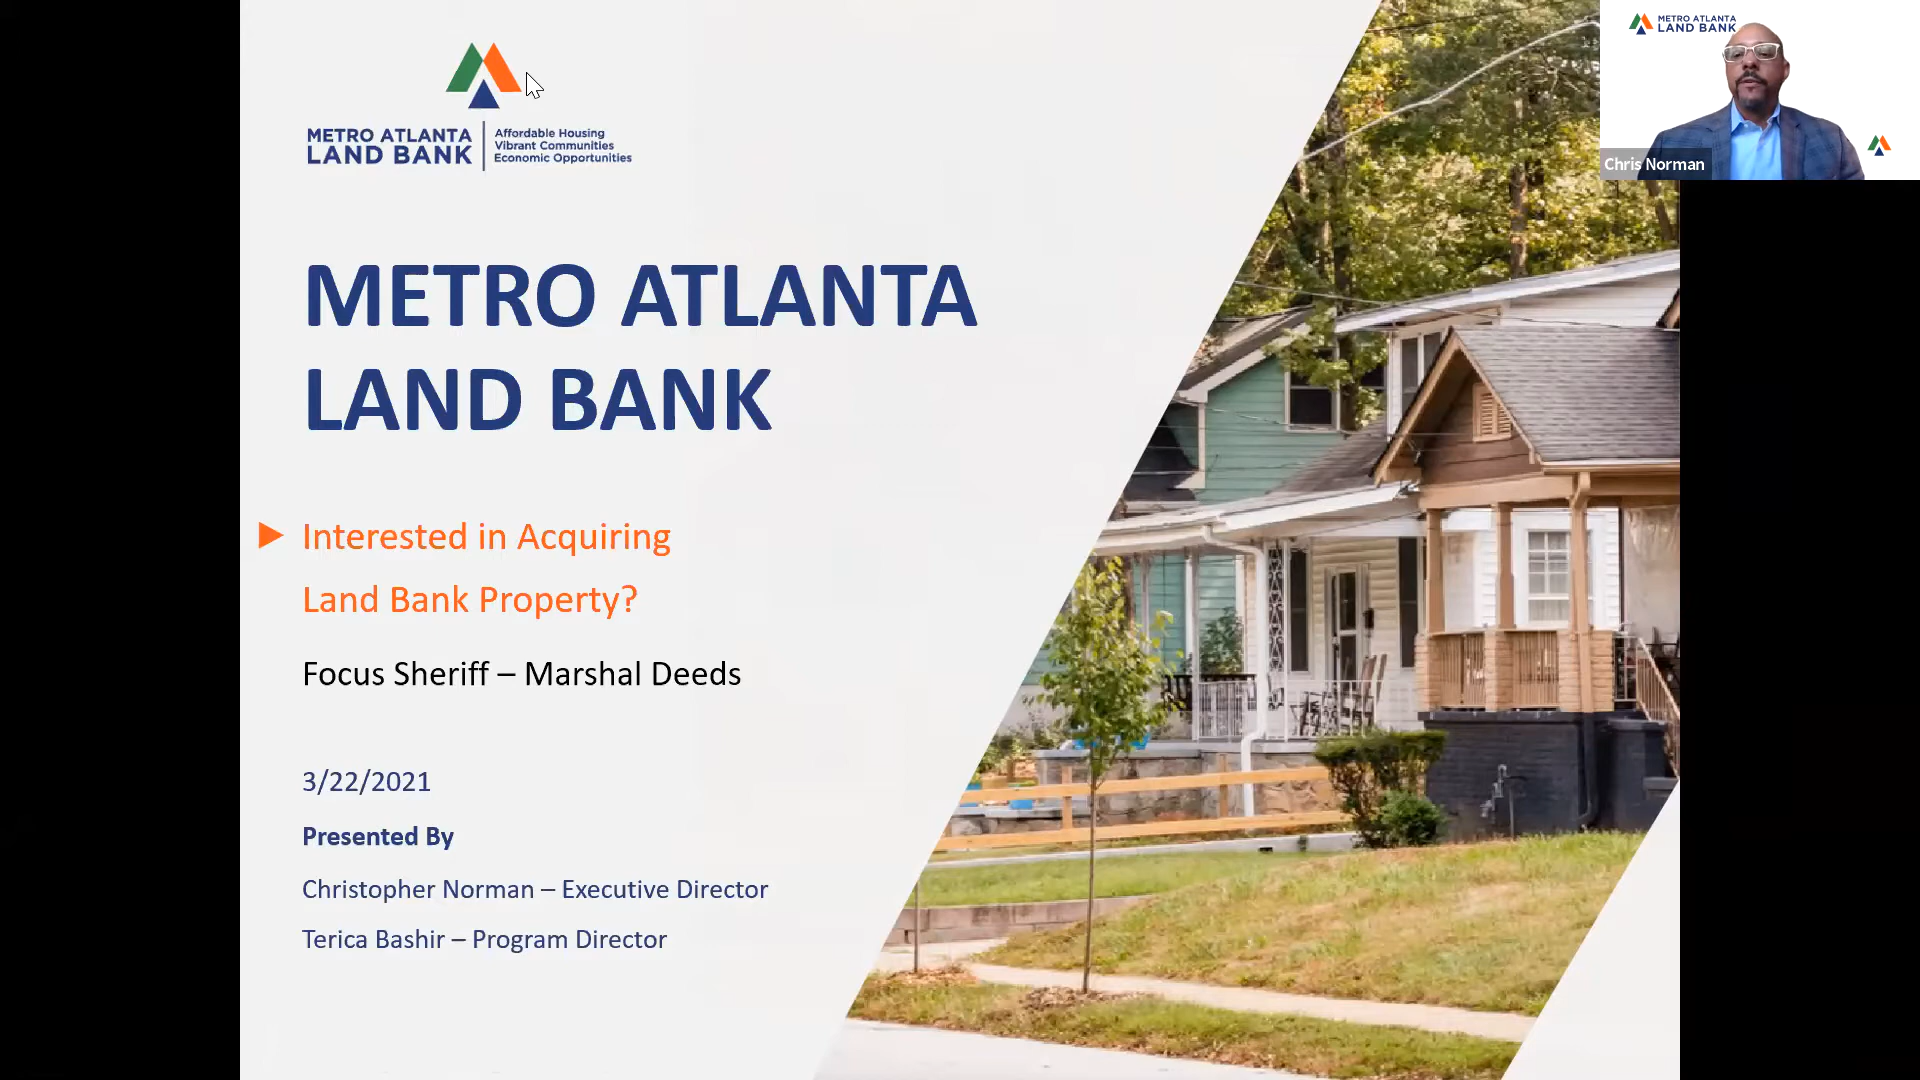 METRO ATLANTA
LAND BANK
Affordable Housing
Vibrant Communities
Economic Opportunities
METRO ATLANTA
LAND BANK
Interested in Acquiring
Land Bank Property?
Focus Sheriff – Marshal Deeds
3/22/2021
Presented By
Christopher Norman – Executive Director
Terica Bashir – Program Director
METRO ATLANTA
LAND BANK
Chris Norman